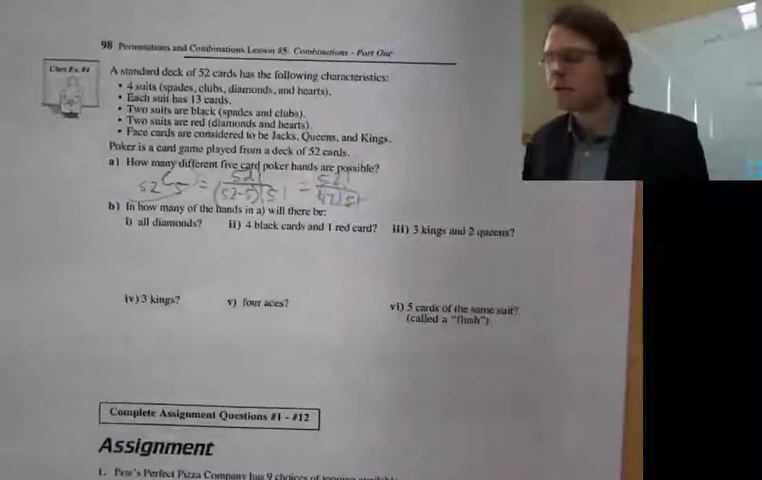 98 Permutations and Combinations Lesson #5: Combinations - Part One
Class Ex. #4
A standard deck of 52 cards has the following characteristics:
• 4 suits (spades, clubs, diamonds, and hearts).
• Each suit has 13 cards.
• Two suits are black (spades and clubs).
• Two suits are red (diamonds and hearts).
• Face cards are considered to be Jacks, Queens, and Kings.
Poker is a card game played from a deck of 52 cards.
a) How many different five card poker hands are possible?
52C5 = 52!/(52-5)!5! = 52!/47!5!
b) In how many of the hands in a) will there be:
i) all diamonds? ii) 4 black cards and 1 red card? iii) 3 kings and 2 queens?
iv) 3 kings? v) four aces? vi) 5 cards of the same suit?
(called a "flush")
Complete Assignment Questions #1 - #12
Assignment
1. Pete's Perfect Pizza Company has 9 choices of topping